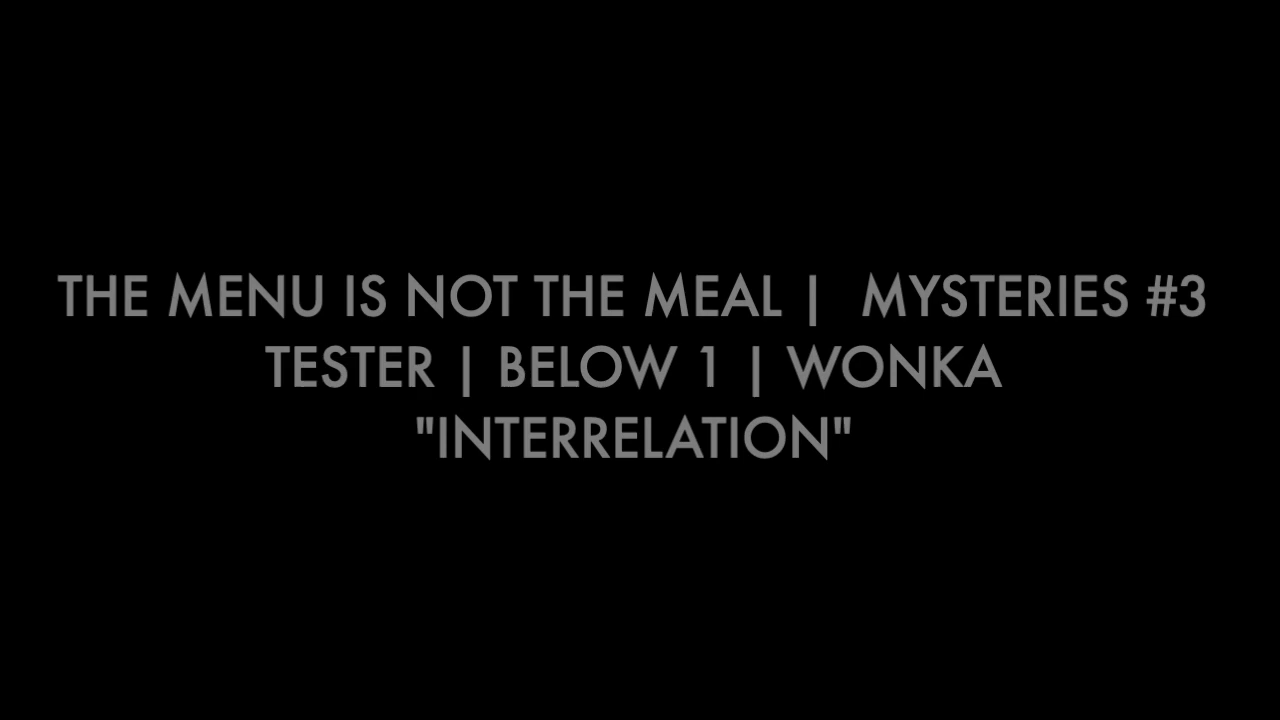 THE MENU IS NOT THE MEAL | MYSTERIES #3
TESTER | BELOW 1 | WONKA
"INTERRELATION"